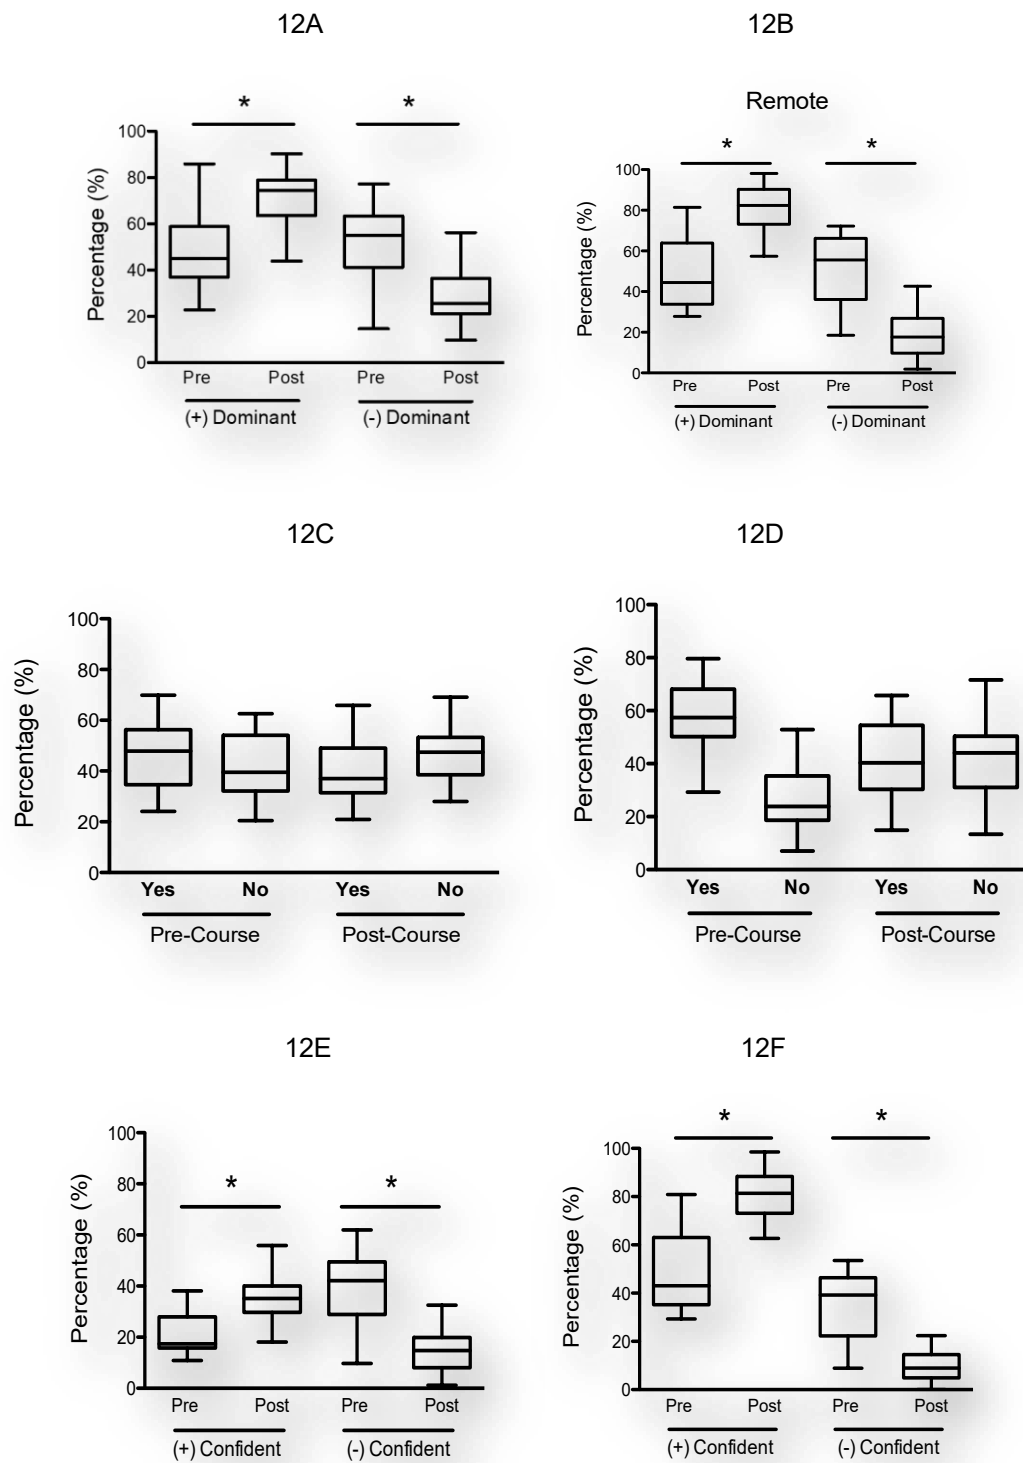 12A
12B
Remote
* *
* *
Percentage (%)
100
80
60
40
20
0
Pre Post Pre Post
(+) Dominant (-) Dominant
Percentage (%)
100
80
60
40
20
0
Pre Post Pre Post
(+) Dominant (-) Dominant
12C
12D
Percentage (%)
100
80
60
40
20
0
Yes No Yes No
Pre-Course Post-Course
Percentage (%)
100
80
60
40
20
0
Yes No Yes No
Pre-Course Post-Course
12E
12F
* *
Percentage (%)
100
80
60
40
20
0
Pre Post Pre Post
(+) Confident (-) Confident
* *
Percentage (%)
100
80
60
40
20
0
Pre Post Pre Post
(+) Confident (-) Confident